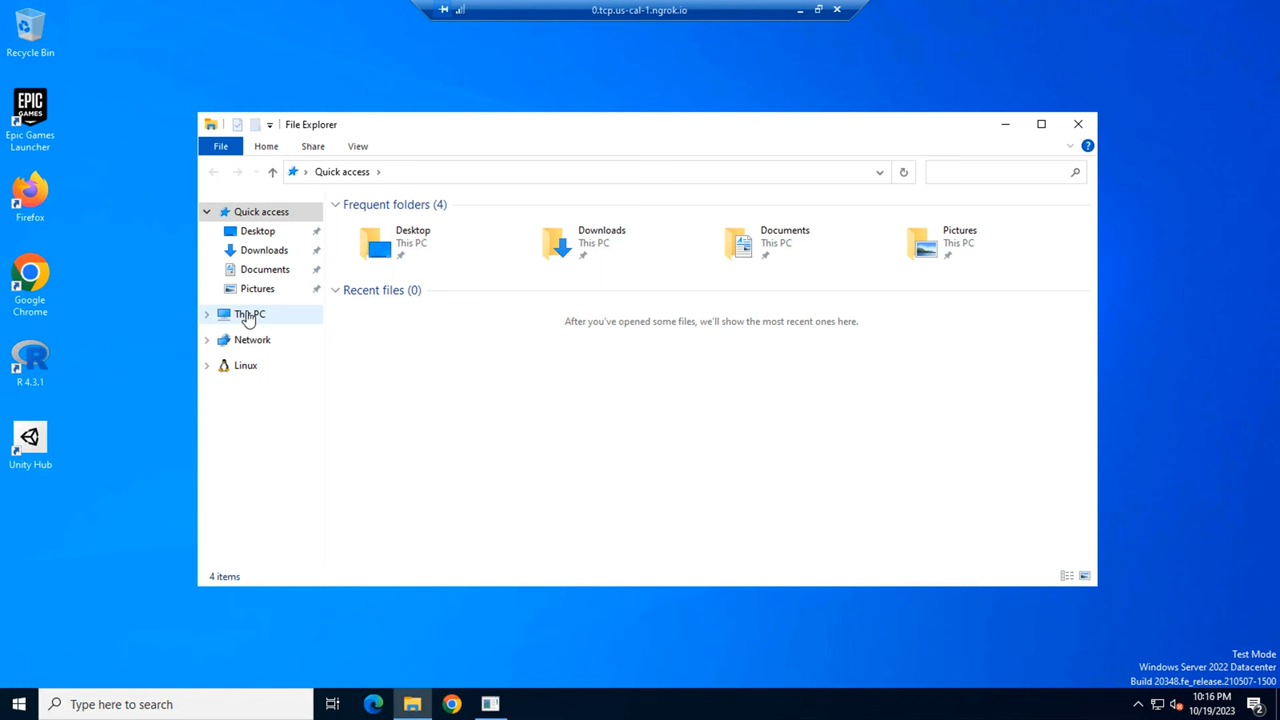 0.tcp.us-cal-1.ngrok.io
Recycle Bin
Epic Games
Launcher
Firefox
Google
Chrome
R 4.3.1
Unity Hub
File Explorer
File Home Share View
Quick access
Quick access
Desktop
Downloads
Documents
Pictures
This PC
Network
Linux
Frequent folders (4)
Desktop
This PC
Downloads
This PC
Documents
This PC
Pictures
This PC
Recent files (0)
After you've opened some files, we'll show the most recent ones here.
4 items
Test Mode
Windows Server 2022 Datacenter
Build 20348.fe_release.210507-1500
Type here to search
10:16 PM
10/19/2023
2